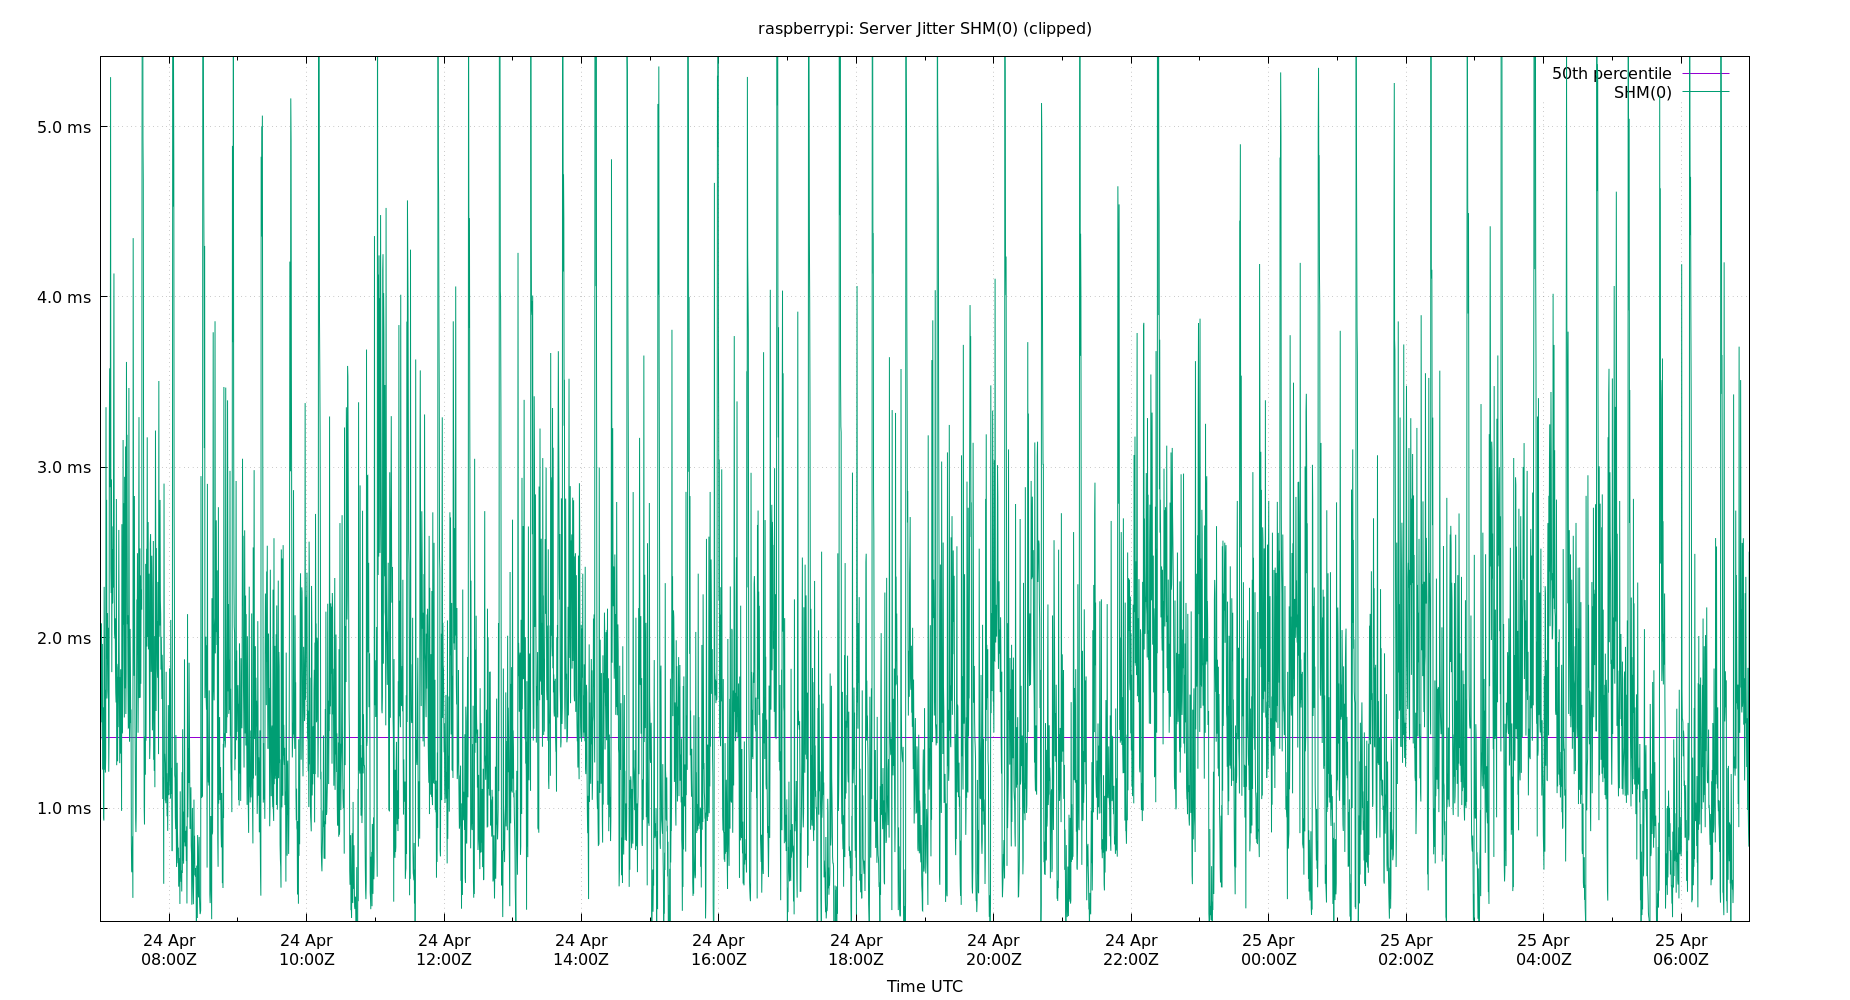 raspberrypi: Server Jitter SHM(0) (clipped)
50th percentile
SHM(0)
5.0 ms
4.0 ms
3.0 ms
2.0 ms
1.0 ms
24 Apr 24 Apr 24 Apr 24 Apr 24 Apr 24 Apr 24 Apr 24 Apr 25 Apr 25 Apr 25 Apr 25 Apr
08:00Z 10:00Z 12:00Z 14:00Z 16:00Z 18:00Z 20:00Z 22:00Z 00:00Z 02:00Z 04:00Z 06:00Z
Time UTC